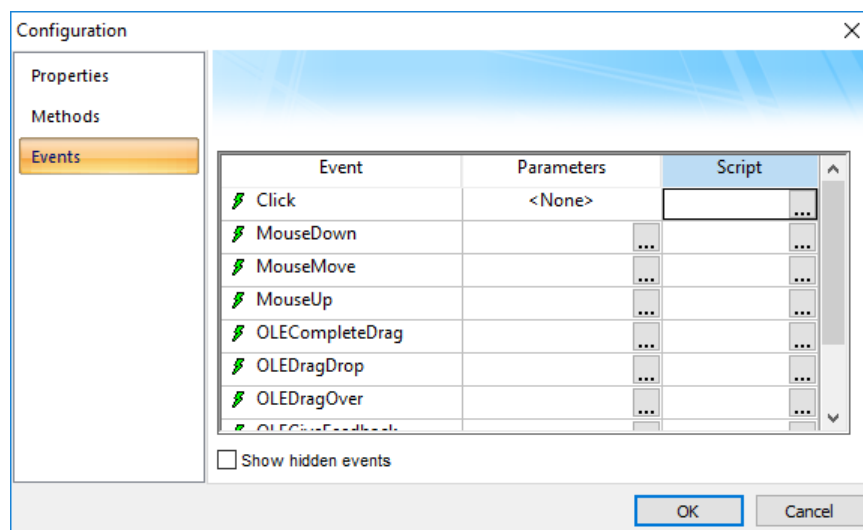 Configuration
Properties
Methods
Events
Event Parameters Script
Click <None> ...
MouseDown ... ...
MouseMove ... ...
MouseUp ... ...
OLECompleteDrag ... ...
OLEDragDrop ... ...
OLEDragOver ... ...
OLEGiveFeedback ... ...
Show hidden events
OK Cancel